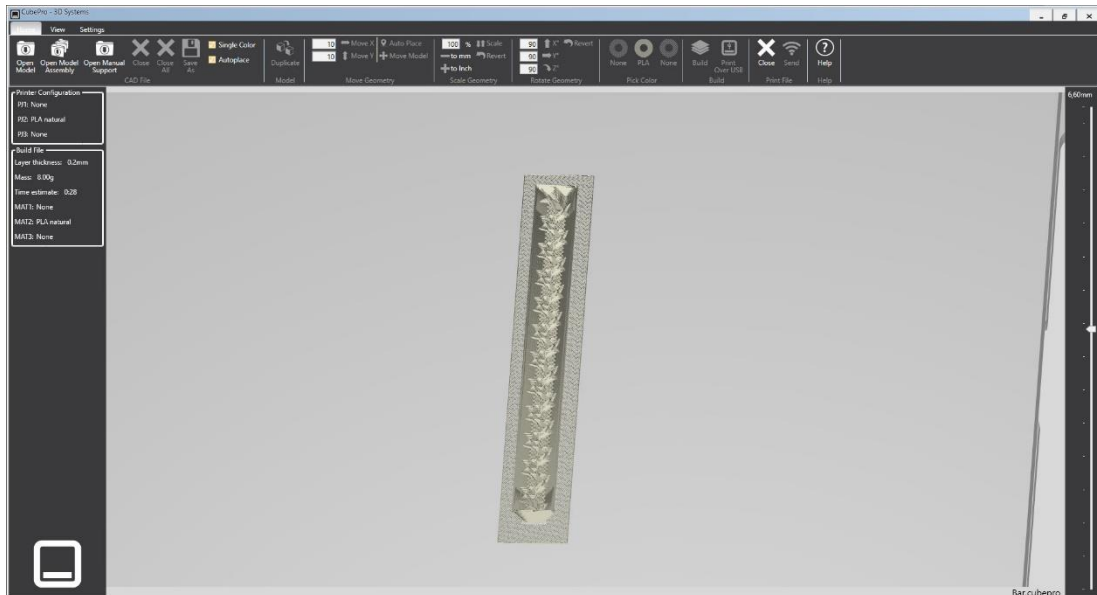 CubePro - 3D Systems
View Settings
Open Model
Open Model Assembly
Open Manual Support
Close
Close All
Save As
Single Color
Autoplace
CAD File
Duplicate
Model
10 Move X Auto Place
10 Move Y Move Model
Move Geometry
100 % Scale
to mm Revert
to Inch
Scale Geometry
90 X° Revert
90 Y°
90 Z°
Rotate Geometry
None PLA None
Pick Color
Build
Print Over USB
Build
Close Send
Print File
Help
Help
Printer Configuration
PJ1: None
PJ2: PLA natural
PJ3: None
Build File
Layer thickness: 0.2mm
Mass: 8.00g
Time estimate: 0:28
MAT1: None
MAT2: PLA natural
MAT3: None
6,60mm
Bar.cubepro